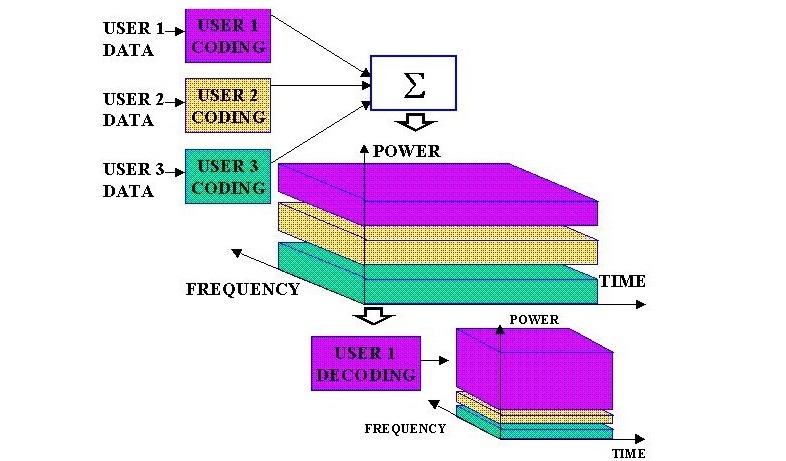 USER 1
DATA
USER 1
CODING
USER 2
DATA
USER 2
CODING
USER 3
DATA
USER 3
CODING
Σ
POWER
FREQUENCY
TIME
USER 1
DECODING
POWER
FREQUENCY
TIME